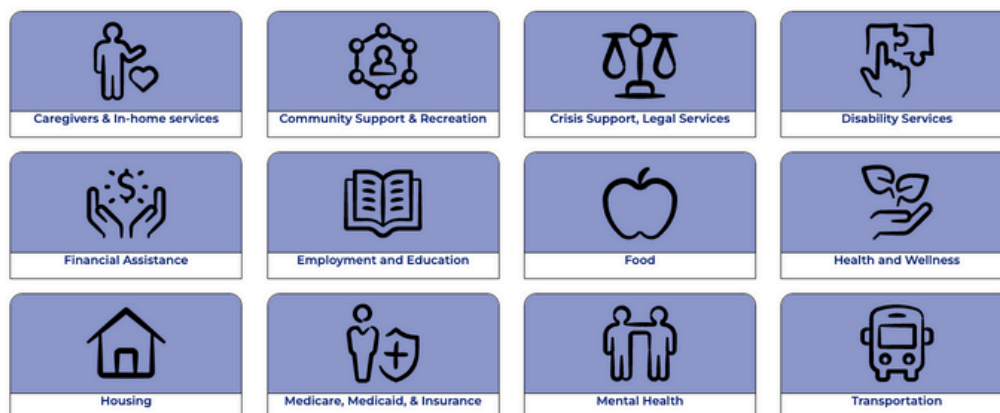 Caregivers & In-home services
Community Support & Recreation
Crisis Support, Legal Services
Disability Services
$
Financial Assistance
Employment and Education
Food
Health and Wellness
Housing
Medicare, Medicaid, & Insurance
Mental Health
Transportation